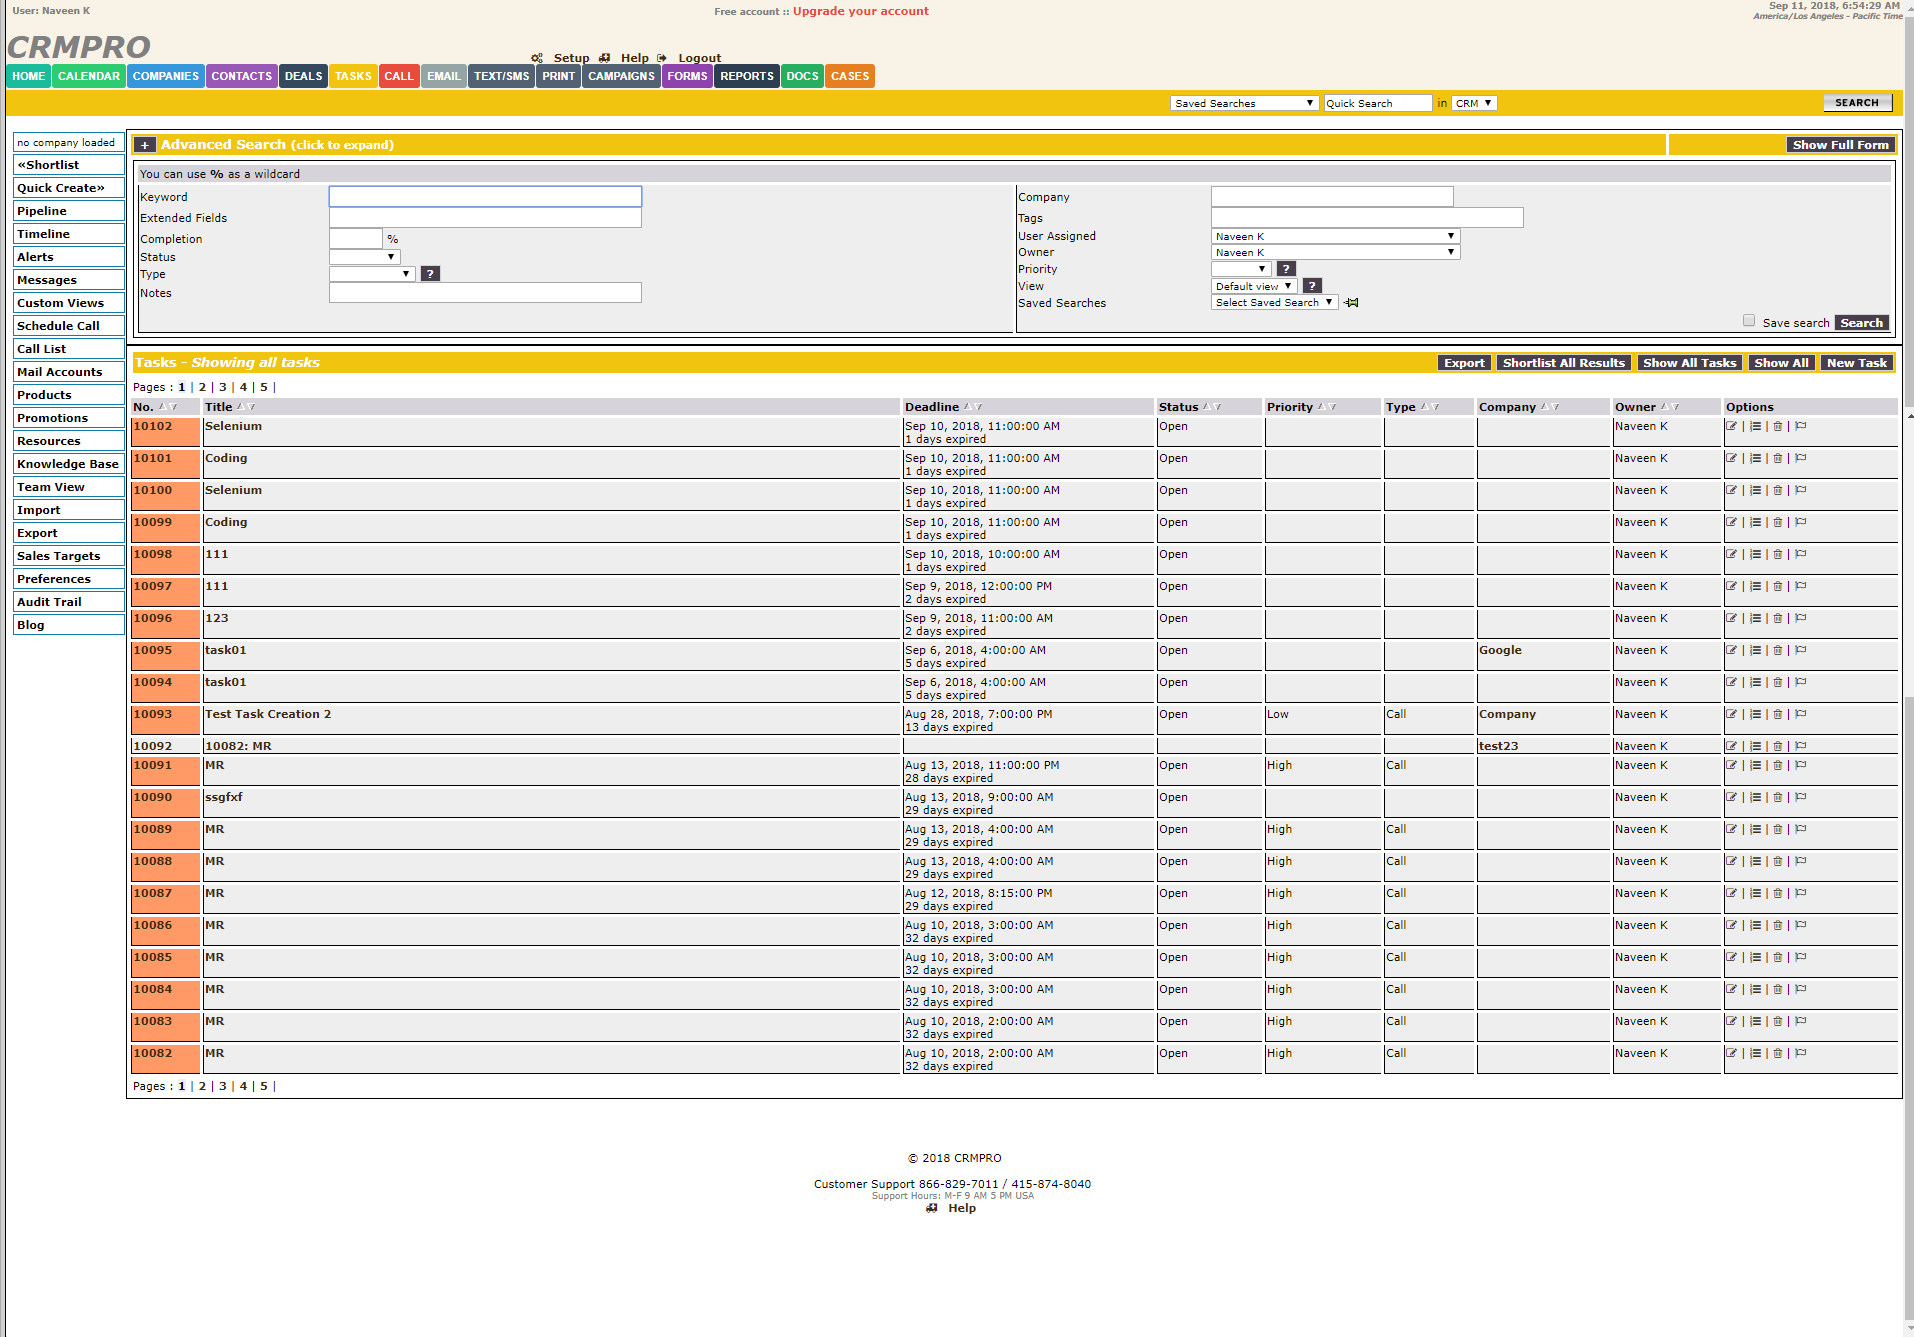 User: Naveen K
Free account :: Upgrade your account
Sep 11, 2018, 6:54:29 AM
America/Los Angeles - Pacific Time
CRMPRO
Setup Help Logout
HOME CALENDAR COMPANIES CONTACTS DEALS TASKS CALL EMAIL TEXT/SMS PRINT CAMPAIGNS FORMS REPORTS DOCS CASES
Saved Searches Quick Search in CRM SEARCH
no company loaded
«Shortlist
Quick Create»
Pipeline
Timeline
Alerts
Messages
Custom Views
Schedule Call
Call List
Mail Accounts
Products
Promotions
Resources
Knowledge Base
Team View
Import
Export
Sales Targets
Preferences
Audit Trail
Blog
+ Advanced Search (click to expand) Show Full Form
You can use % as a wildcard
Keyword
Extended Fields
Completion %
Status
Type ?
Notes
Company
Tags
User Assigned Naveen K
Owner Naveen K
Priority ?
View Default view ?
Saved Searches Select Saved Search
Save search Search
Tasks - Showing all tasks Export Shortlist All Results Show All Tasks Show All New Task
Pages : 1 | 2 | 3 | 4 | 5 |
No. Title Deadline Status Priority Type Company Owner Options
10102 Selenium Sep 10, 2018, 11:00:00 AM Open Naveen K | | |
1 days expired
10101 Coding Sep 10, 2018, 11:00:00 AM Open Naveen K | | |
1 days expired
10100 Selenium Sep 10, 2018, 11:00:00 AM Open Naveen K | | |
1 days expired
10099 Coding Sep 10, 2018, 11:00:00 AM Open Naveen K | | |
1 days expired
10098 111 Sep 10, 2018, 10:00:00 AM Open Naveen K | | |
1 days expired
10097 111 Sep 9, 2018, 12:00:00 PM Open Naveen K | | |
2 days expired
10096 123 Sep 9, 2018, 11:00:00 AM Open Naveen K | | |
2 days expired
10095 task01 Sep 6, 2018, 4:00:00 AM Open Google Naveen K | | |
5 days expired
10094 task01 Sep 6, 2018, 4:00:00 AM Open Naveen K | | |
5 days expired
10093 Test Task Creation 2 Aug 28, 2018, 7:00:00 PM Open Low Call Company Naveen K | | |
13 days expired
10092 10082: MR test23 Naveen K | | |
10091 MR Aug 13, 2018, 11:00:00 PM Open High Call Naveen K | | |
28 days expired
10090 ssgfxf Aug 13, 2018, 9:00:00 AM Open Naveen K | | |
29 days expired
10089 MR Aug 13, 2018, 4:00:00 AM Open High Call Naveen K | | |
29 days expired
10088 MR Aug 13, 2018, 4:00:00 AM Open High Call Naveen K | | |
29 days expired
10087 MR Aug 12, 2018, 8:15:00 PM Open High Call Naveen K | | |
29 days expired
10086 MR Aug 10, 2018, 3:00:00 AM Open High Call Naveen K | | |
32 days expired
10085 MR Aug 10, 2018, 3:00:00 AM Open High Call Naveen K | | |
32 days expired
10084 MR Aug 10, 2018, 3:00:00 AM Open High Call Naveen K | | |
32 days expired
10083 MR Aug 10, 2018, 2:00:00 AM Open High Call Naveen K | | |
32 days expired
10082 MR Aug 10, 2018, 2:00:00 AM Open High Call Naveen K | | |
32 days expired
Pages : 1 | 2 | 3 | 4 | 5 |
© 2018 CRMPRO
Customer Support 866-829-7011 / 415-874-8040
Support Hours: M-F 9 AM 5 PM USA
Help